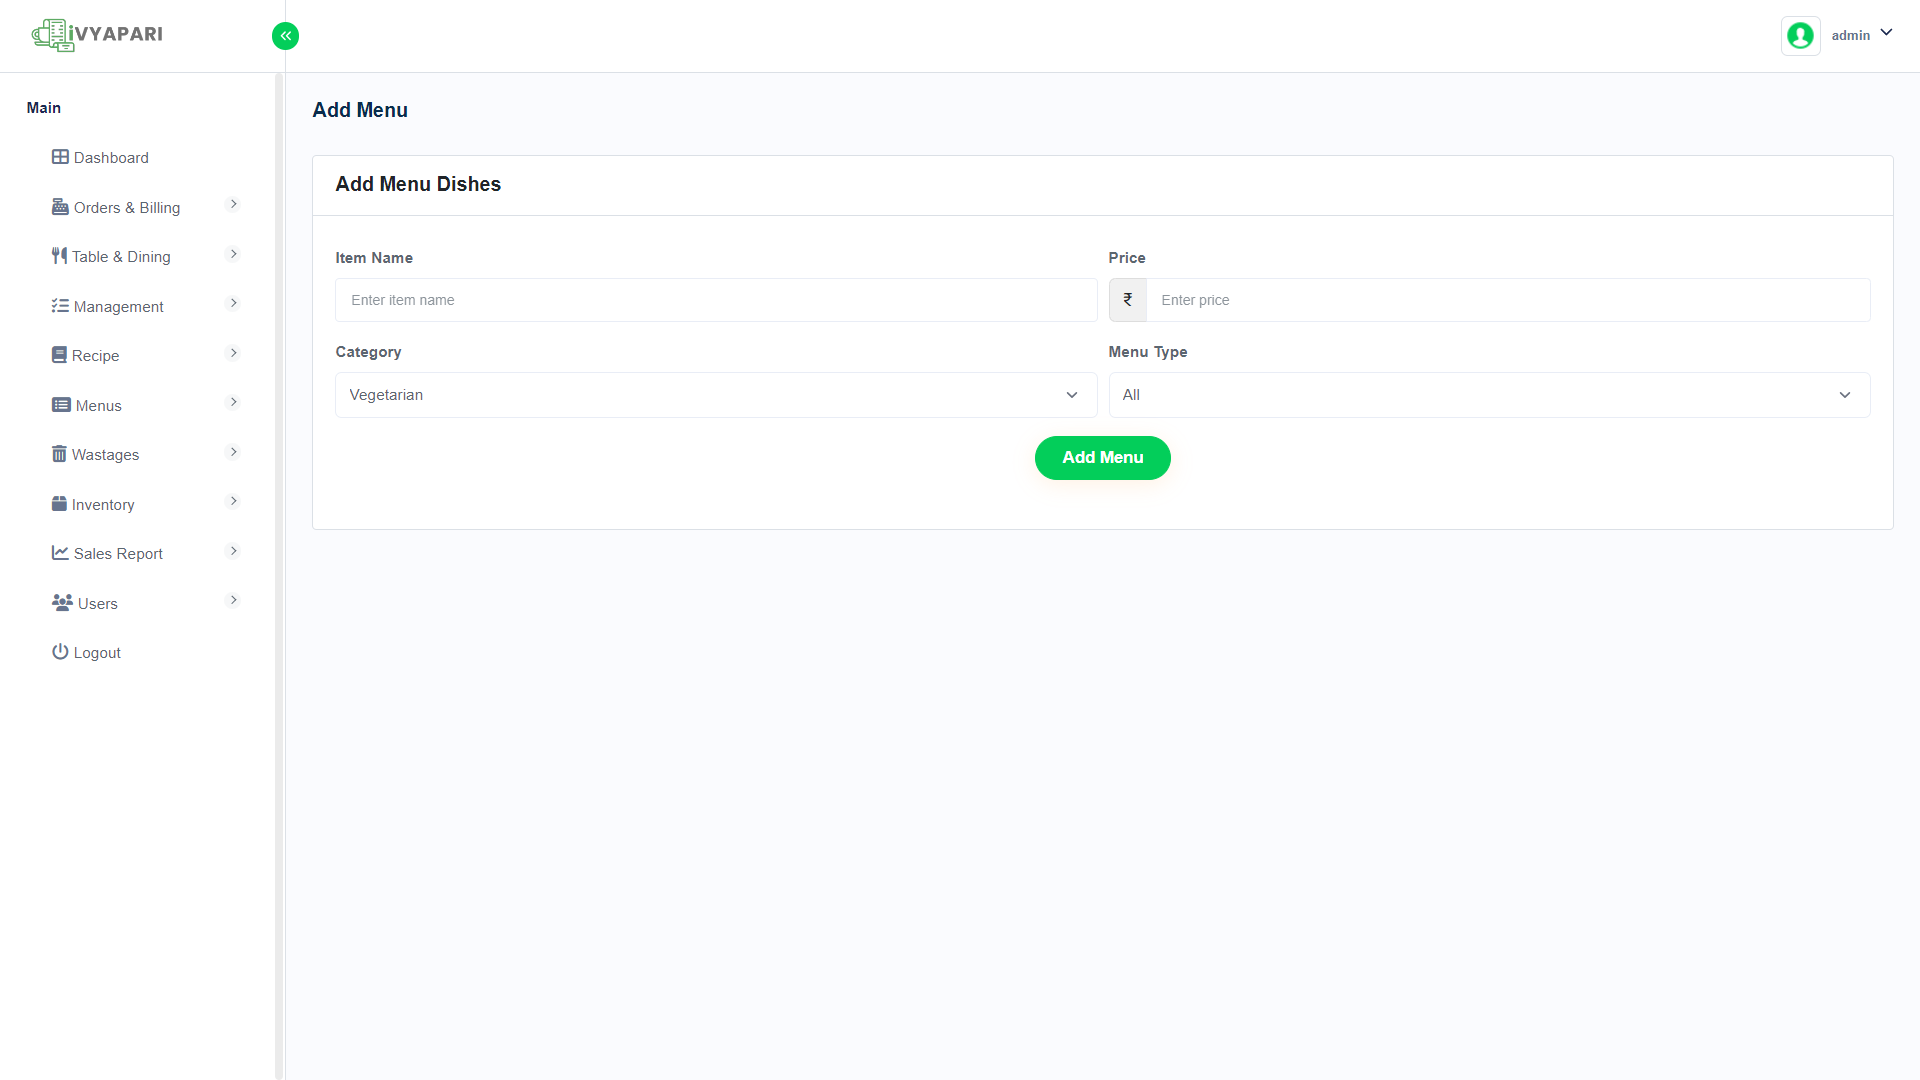 iVYAPARI
admin
Main
Dashboard
Orders & Billing
Table & Dining
Management
Recipe
Menus
Wastages
Inventory
Sales Report
Users
Logout
Add Menu
Add Menu Dishes
Item Name
Enter item name
Price
₹ Enter price
Category
Vegetarian
Menu Type
All
Add Menu